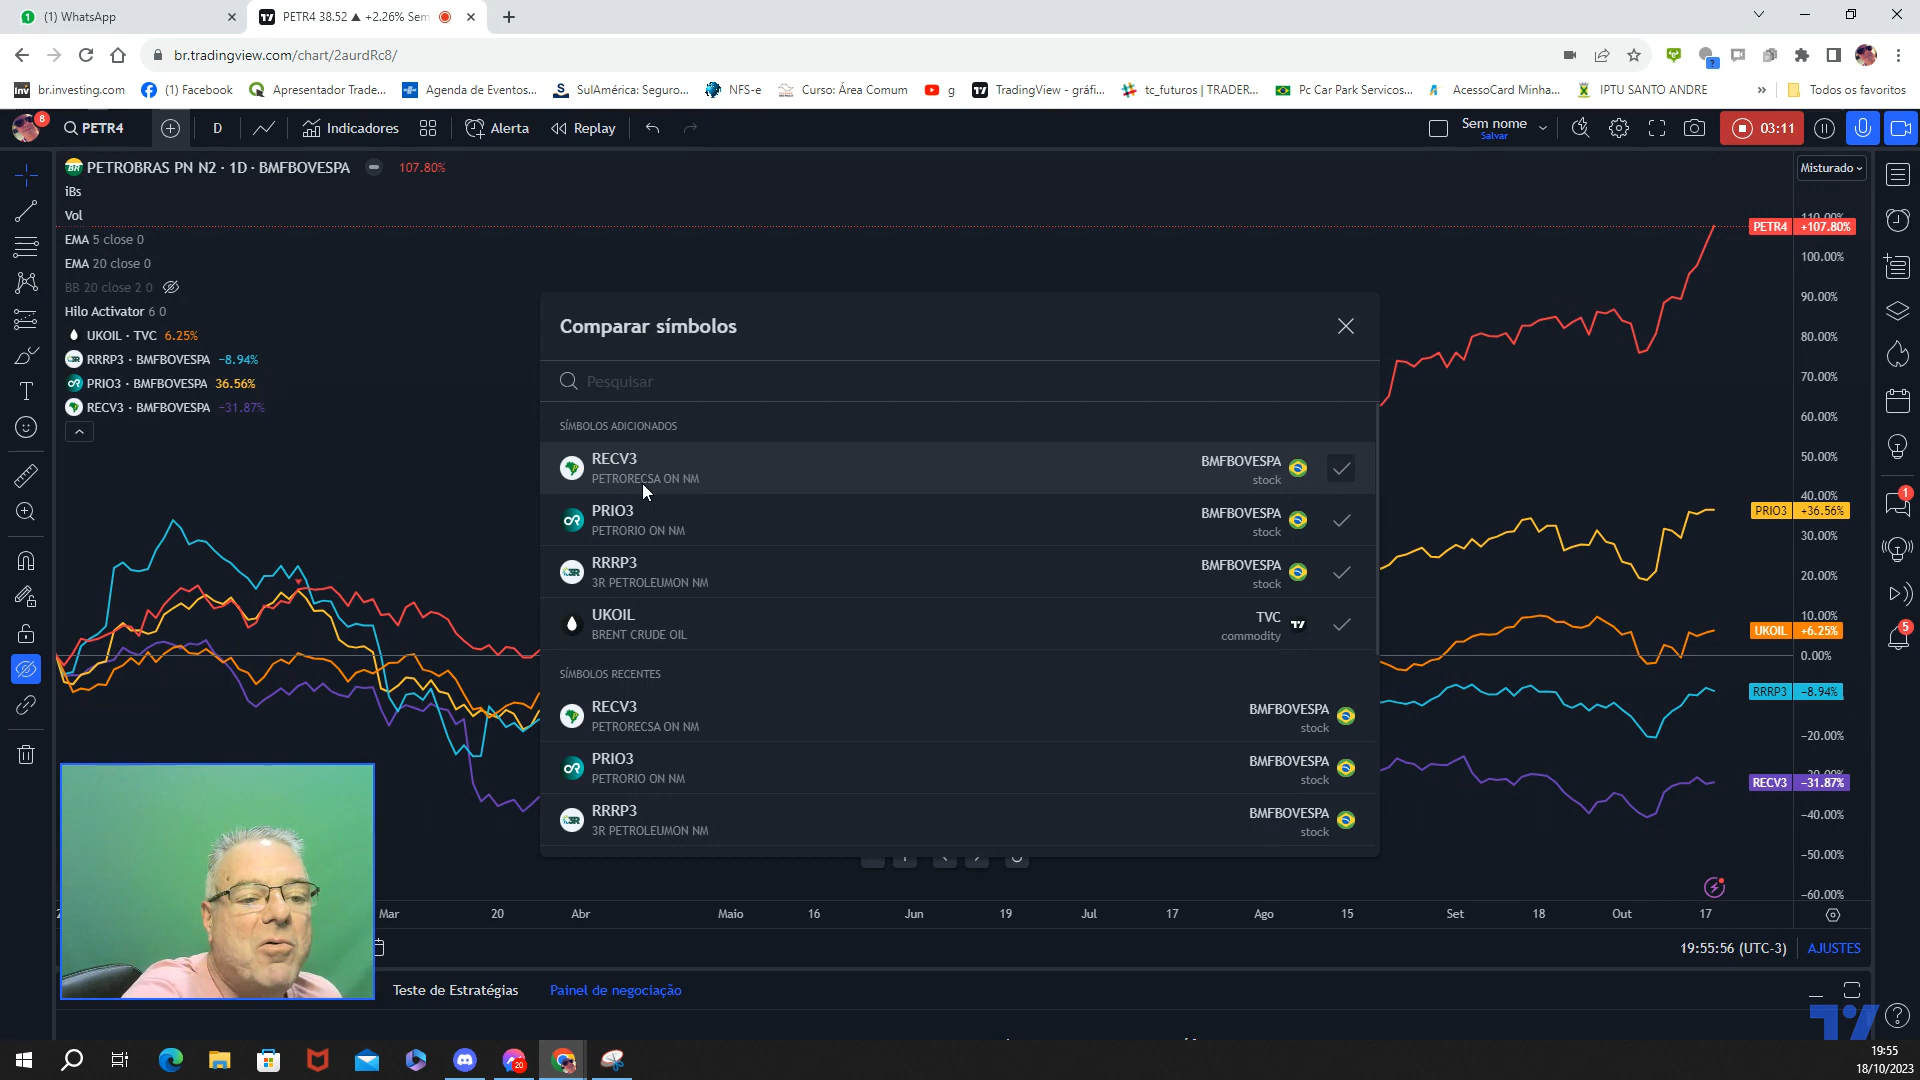 (1) WhatsApp
PETR4 38.52 ▲ +2.26% Sem
br.tradingview.com/chart/2aurdRc8/
br.investing.com
(1) Facebook
Apresentador Trade...
Agenda de Eventos...
SulAmérica: Seguro...
NFS-e
Curso: Área Comum
g
TradingView - gráfi...
tc_futuros | TRADER...
Pc Car Park Servicos...
AcessoCard Minha...
IPTU SANTO ANDRE
»
Todos os favoritos
8
PETR4
D
Indicadores
Alerta
Replay
Sem nome
Salvar
03:11
PETROBRAS PN N2 · 1D · BMFBOVESPA
107.80%
Misturado
iBs
Vol
EMA 5 close 0
EMA 20 close 0
BB 20 close 2 0
Hilo Activator 6 0
UKOIL · TVC 6.25%
RRRP3 · BMFBOVESPA −8.94%
PRIO3 · BMFBOVESPA 36.56%
RECV3 · BMFBOVESPA −31.87%
Comparar símbolos
Pesquisar
SÍMBOLOS ADICIONADOS
RECV3
PETRORECSA ON NM
BMFBOVESPA
stock
PRIO3
PETRORIO ON NM
BMFBOVESPA
stock
RRRP3
3R PETROLEUMON NM
BMFBOVESPA
stock
UKOIL
BRENT CRUDE OIL
TVC
commodity
SÍMBOLOS RECENTES
RECV3
PETRORECSA ON NM
BMFBOVESPA
stock
PRIO3
PETRORIO ON NM
BMFBOVESPA
stock
RRRP3
3R PETROLEUMON NM
BMFBOVESPA
stock
110.00%
PETR4 +107.80%
100.00%
90.00%
80.00%
70.00%
60.00%
50.00%
40.00%
PRIO3 +36.56%
30.00%
20.00%
10.00%
UKOIL +6.25%
0.00%
RRRP3 −8.94%
−20.00%
RECV3 −31.87%
−40.00%
−50.00%
−60.00%
1
5
Mar
20
Abr
Maio
16
Jun
19
Jul
17
Ago
15
Set
18
Out
17
19:55:56 (UTC-3)
AJUSTES
Teste de Estratégias
Painel de negociação
20
19:55
18/10/2023